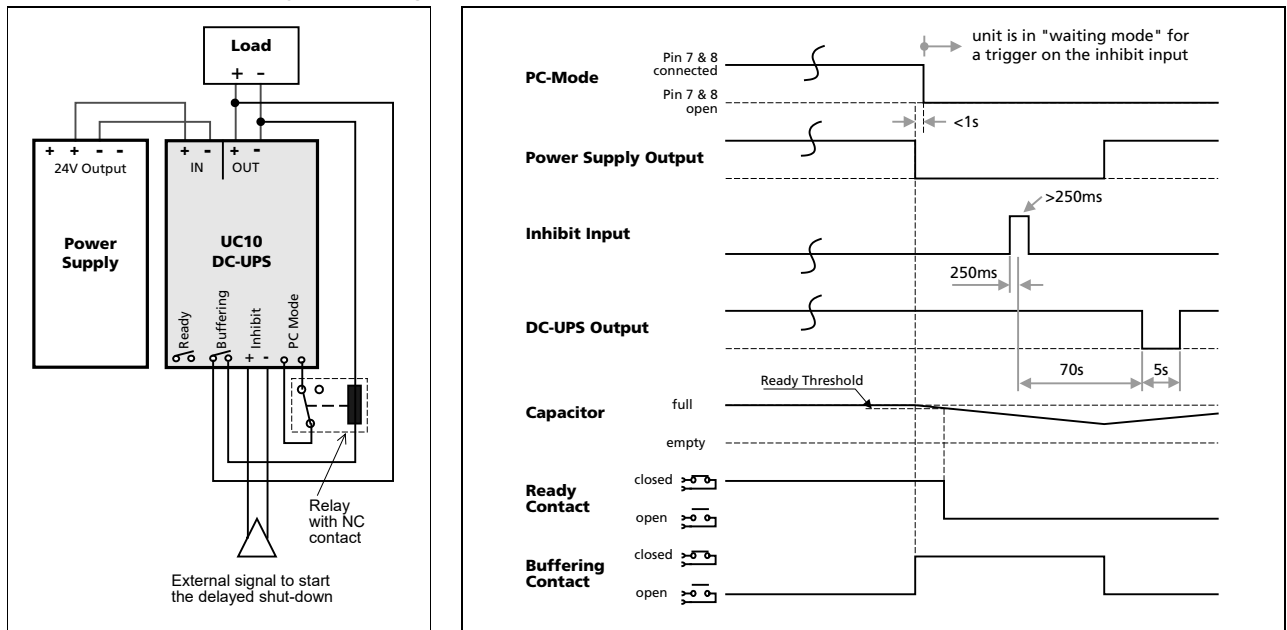 Load
+ -
+ + - -
24V Output
Power
Supply
+ - + -
IN OUT
UC10
DC-UPS
Ready
Buffering
+ Inhibit -
PC Mode
Relay
with NC
contact
External signal to start
the delayed shut-down
unit is in "waiting mode" for
a trigger on the inhibit input
PC-Mode
Pin 7 & 8
connected
Pin 7 & 8
open
<1s
Power Supply Output
>250ms
Inhibit Input
250ms
DC-UPS Output
70s
5s
Ready Threshold
Capacitor
full
empty
Ready
Contact
closed
open
Buffering
Contact
closed
open